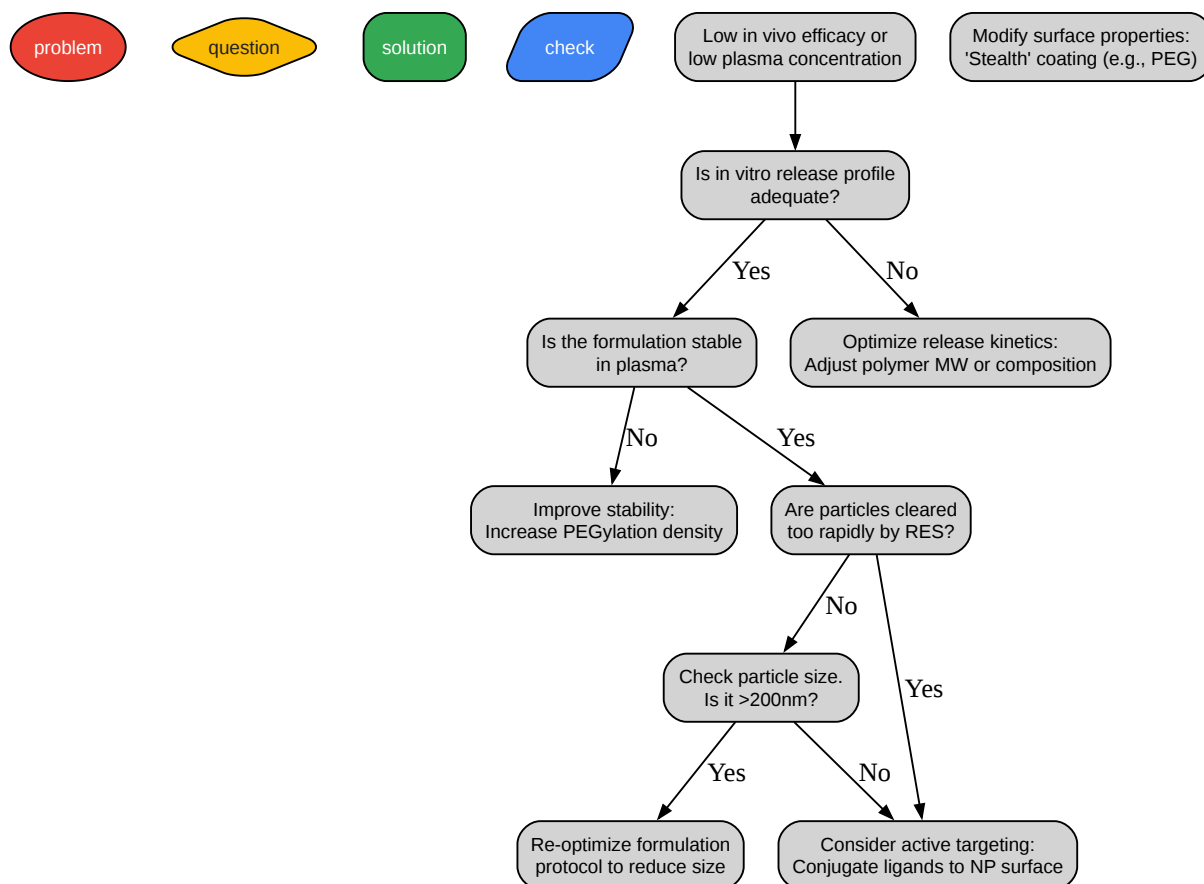 problem
question
solution
check
Low in vivo efficacy or
low plasma concentration
Modify surface properties:
'Stealth' coating (e.g., PEG)
Is in vitro release profile
adequate?
Yes
No
Is the formulation stable
in plasma?
Optimize release kinetics:
Adjust polymer MW or composition
No
Yes
Improve stability:
Increase PEGylation density
Are particles cleared
too rapidly by RES?
No
Check particle size.
Is it >200nm?
Yes
Yes
No
Re-optimize formulation
protocol to reduce size
Consider active targeting:
Conjugate ligands to NP surface